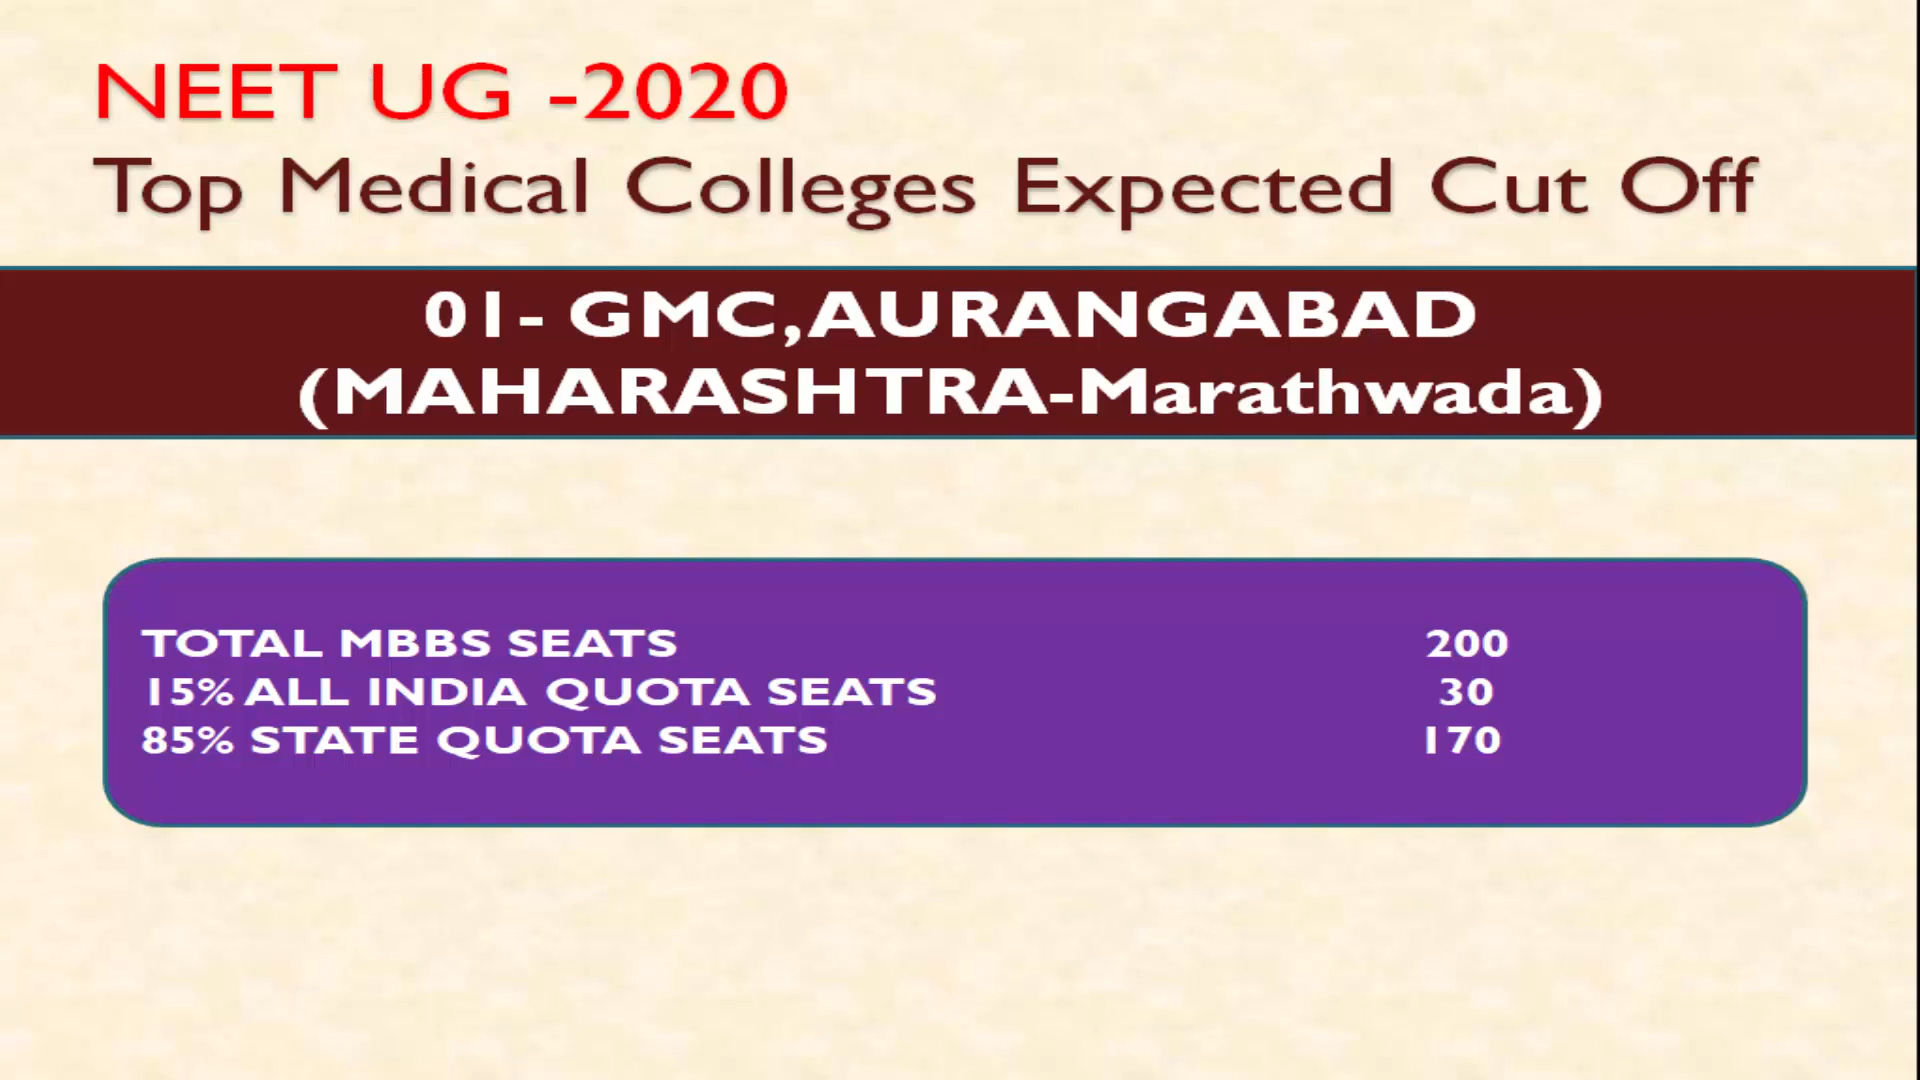 NEET UG -2020
Top Medical Colleges Expected Cut Off
01- GMC,AURANGABAD
(MAHARASHTRA-Marathwada)
TOTAL MBBS SEATS 200
15% ALL INDIA QUOTA SEATS 30
85% STATE QUOTA SEATS 170